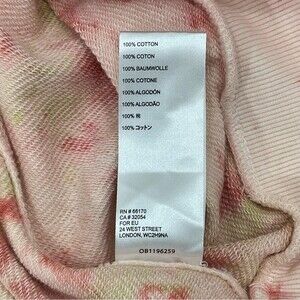 100% COTTON
100% COTON
100% BAUMWOLLE
100% COTONE
100% ALGODÓN
100% ALGODÃO
100% 棉
100% コットン
RN # 66170
CA # 32054
FOR EU
24 WEST STREET
LONDON, WC2H9NA
OB1196259